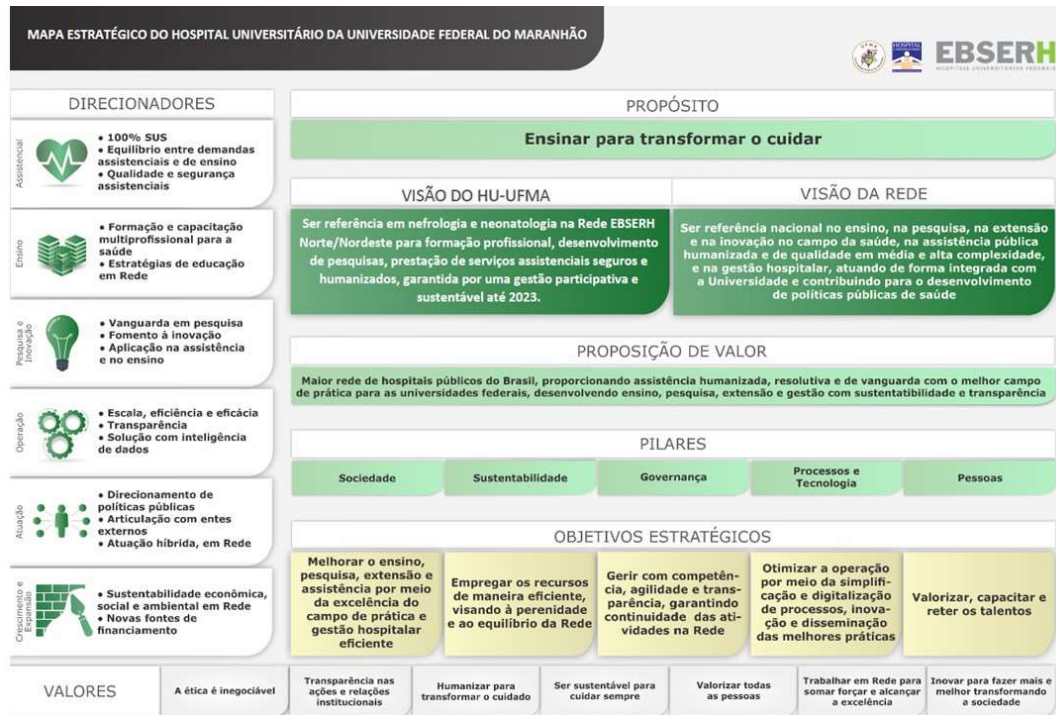 MAPA ESTRATÉGICO DO HOSPITAL UNIVERSITÁRIO DA UNIVERSIDADE FEDERAL DO MARANHÃO
UFMA
HOSPITAL
EBSERH
HOSPITAIS UNIVERSITÁRIOS FEDERAIS
DIRECIONADORES
Assistencial
• 100% SUS
• Equilíbrio entre demandas
assistenciais e de ensino
• Qualidade e segurança
assistenciais
Ensino
• Formação e capacitação
multiprofissional para a
saúde
• Estratégias de educação
em Rede
Pesquisa e
Inovação
• Vanguarda em pesquisa
• Fomento à inovação
• Aplicação na assistência
e no ensino
Operação
• Escala, eficiência e eficácia
• Transparência
• Solução com inteligência
de dados
Atuação
• Direcionamento de
políticas públicas
• Articulação com entes
externos
• Atuação híbrida, em Rede
Crescimento e
Expansão
• Sustentabilidade econômica,
social e ambiental em Rede
• Novas fontes de
financiamento
PROPÓSITO
Ensinar para transformar o cuidar
VISÃO DO HU-UFMA
Ser referência em nefrologia e neonatologia na Rede EBSERH
Norte/Nordeste para formação profissional, desenvolvimento
de pesquisas, prestação de serviços assistenciais seguros e
humanizados, garantida por uma gestão participativa e
sustentável até 2023.
VISÃO DA REDE
Ser referência nacional no ensino, na pesquisa, na extensão
e na inovação no campo da saúde, na assistência pública
humanizada e de qualidade em média e alta complexidade,
e na gestão hospitalar, atuando de forma integrada com
a Universidade e contribuindo para o desenvolvimento
de políticas públicas de saúde
PROPOSIÇÃO DE VALOR
Maior rede de hospitais públicos do Brasil, proporcionando assistência humanizada, resolutiva e de vanguarda com o melhor campo
de prática para as universidades federais, desenvolvendo ensino, pesquisa, extensão e gestão com sustentatibilidade e transparência
PILARES
Sociedade
Sustentabilidade
Governança
Processos e
Tecnologia
Pessoas
OBJETIVOS ESTRATÉGICOS
Melhorar o ensino,
pesquisa, extensão e
assistência por meio
da excelência do
campo de prática e
gestão hospitalar
eficiente
Empregar os recursos
de maneira eficiente,
visando à perenidade
e ao equilíbrio da Rede
Gerir com competên-
cia, agilidade e trans-
parência, garantindo
continuidade das ati-
vidades na Rede
Otimizar a operação
por meio da simplifi-
cação e digitalização
de processos, inova-
ção e disseminação
das melhores práticas
Valorizar, capacitar e
reter os talentos
VALORES
A ética é inegociável
Transparência nas
ações e relações
institucionais
Humanizar para
transformar o cuidado
Ser sustentável para
cuidar sempre
Valorizar todas
as pessoas
Trabalhar em Rede para
somar forçar e alcançar
a excelência
Inovar para fazer mais e
melhor transformando
a sociedade